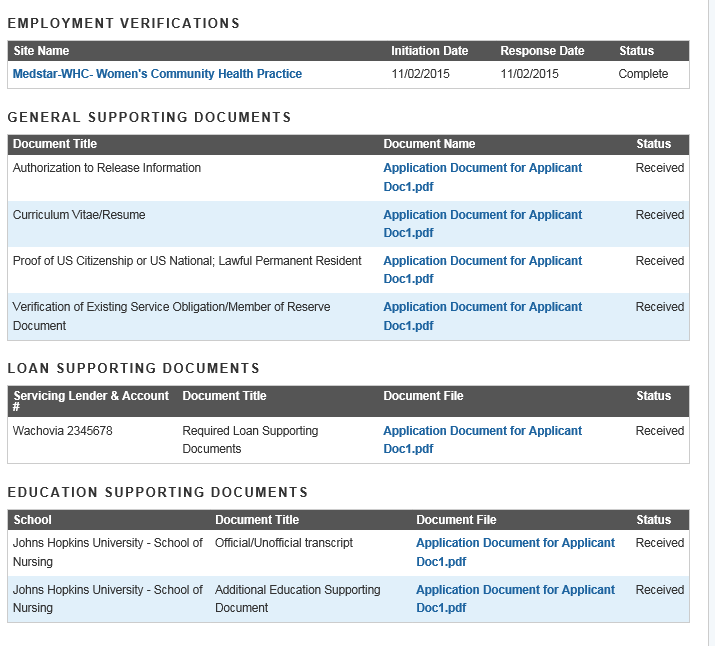 EMPLOYMENT VERIFICATIONS
Site Name Initiation Date Response Date Status
Medstar-WHC- Women's Community Health Practice 11/02/2015 11/02/2015 Complete
GENERAL SUPPORTING DOCUMENTS
Document Title Document Name Status
Authorization to Release Information Application Document for Applicant Received
Doc1.pdf
Curriculum Vitae/Resume Application Document for Applicant Received
Doc1.pdf
Proof of US Citizenship or US National; Lawful Permanent Resident Application Document for Applicant Received
Doc1.pdf
Verification of Existing Service Obligation/Member of Reserve Application Document for Applicant Received
Document Doc1.pdf
LOAN SUPPORTING DOCUMENTS
Servicing Lender & Account Document Title Document File Status
#
Wachovia 2345678 Required Loan Supporting Application Document for Applicant Received
Documents Doc1.pdf
EDUCATION SUPPORTING DOCUMENTS
School Document Title Document File Status
Johns Hopkins University - School of Official/Unofficial transcript Application Document for Applicant Received
Nursing Doc1.pdf
Johns Hopkins University - School of Additional Education Supporting Application Document for Applicant Received
Nursing Document Doc1.pdf